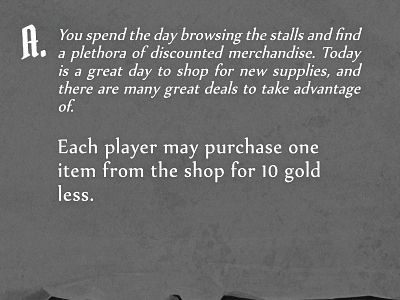 A. You spend the day browsing the stalls and find
a plethora of discounted merchandise. Today
is a great day to shop for new supplies, and
there are many great deals to take advantage
of.
Each player may purchase one
item from the shop for 10 gold
less.